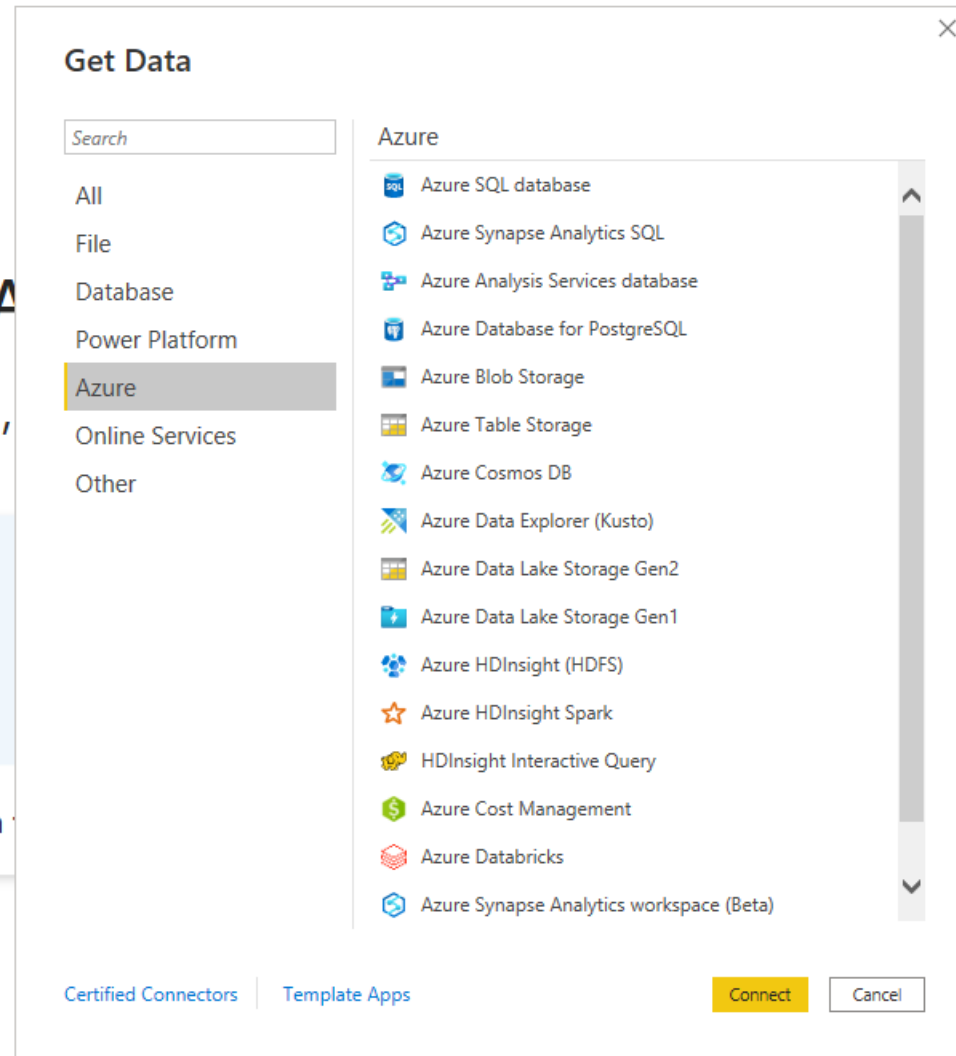 Get Data
Search
All
File
Database
Power Platform
Azure
Online Services
Other
Azure
Azure SQL database
Azure Synapse Analytics SQL
Azure Analysis Services database
Azure Database for PostgreSQL
Azure Blob Storage
Azure Table Storage
Azure Cosmos DB
Azure Data Explorer (Kusto)
Azure Data Lake Storage Gen2
Azure Data Lake Storage Gen1
Azure HDInsight (HDFS)
Azure HDInsight Spark
HDInsight Interactive Query
Azure Cost Management
Azure Databricks
Azure Synapse Analytics workspace (Beta)
Certified Connectors
Template Apps
Connect
Cancel